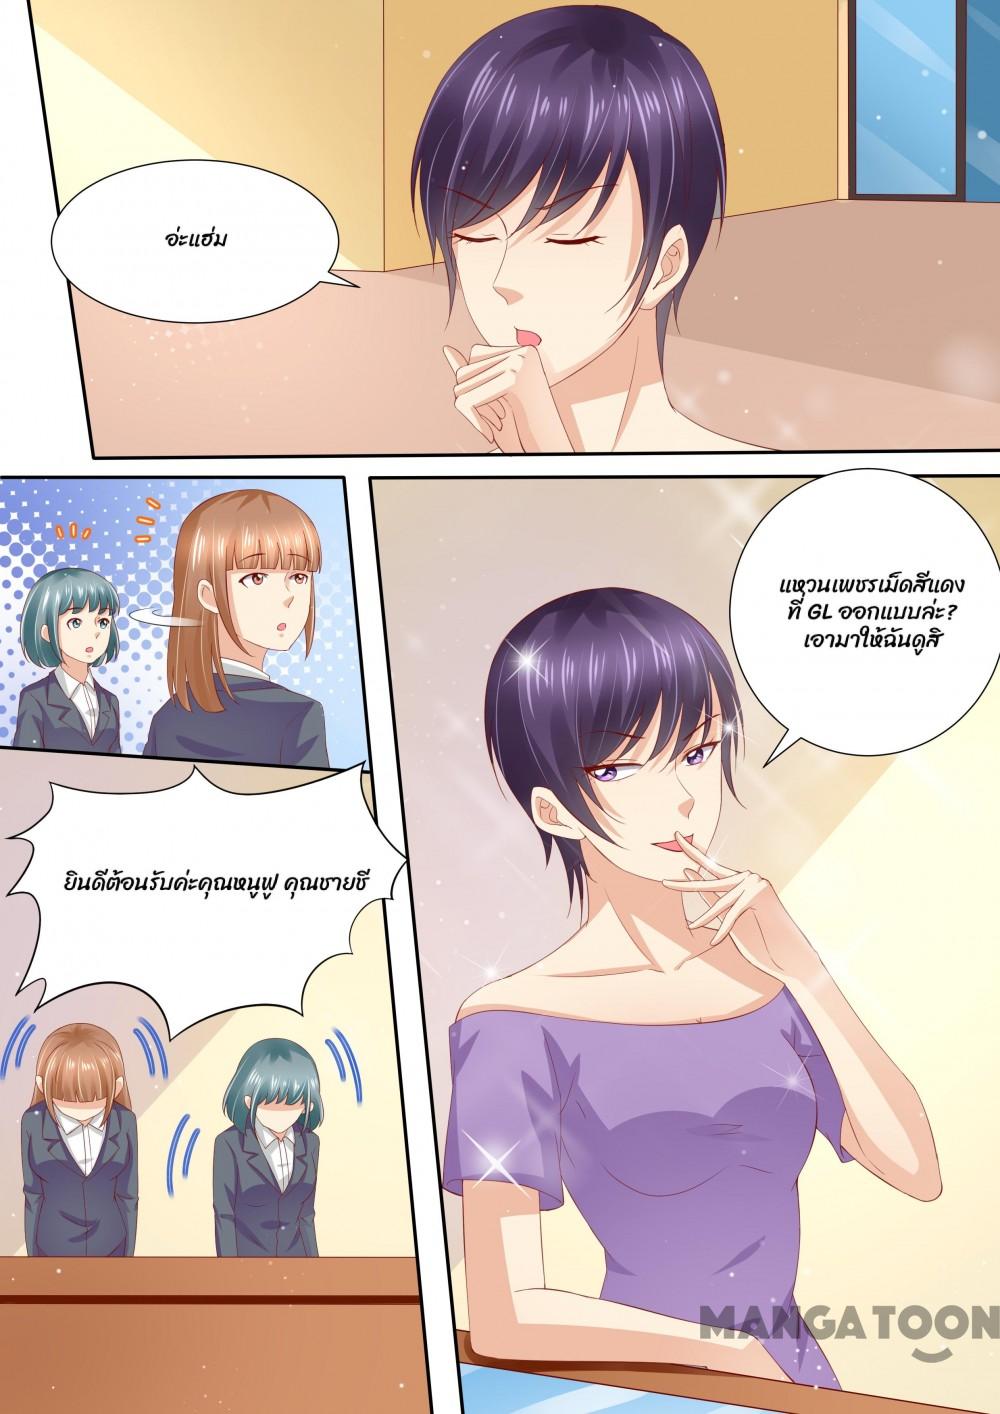 อ่ะแฮ่ม
แหวนเพชรเม็ดสีแดง
ที่ GL ออกแบบล่ะ?
เอามาให้ฉันดูสิ
ยินดีต้อนรับค่ะคุณหนูฟู คุณชายชี
MANGATOON